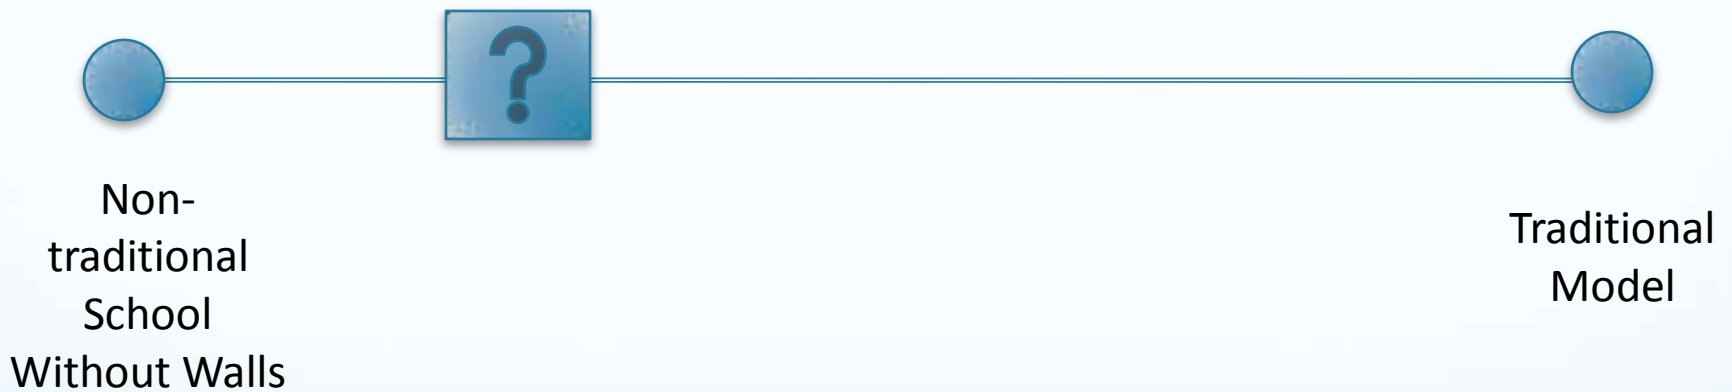 ?
Non-
traditional
School
Without Walls
Traditional
Model